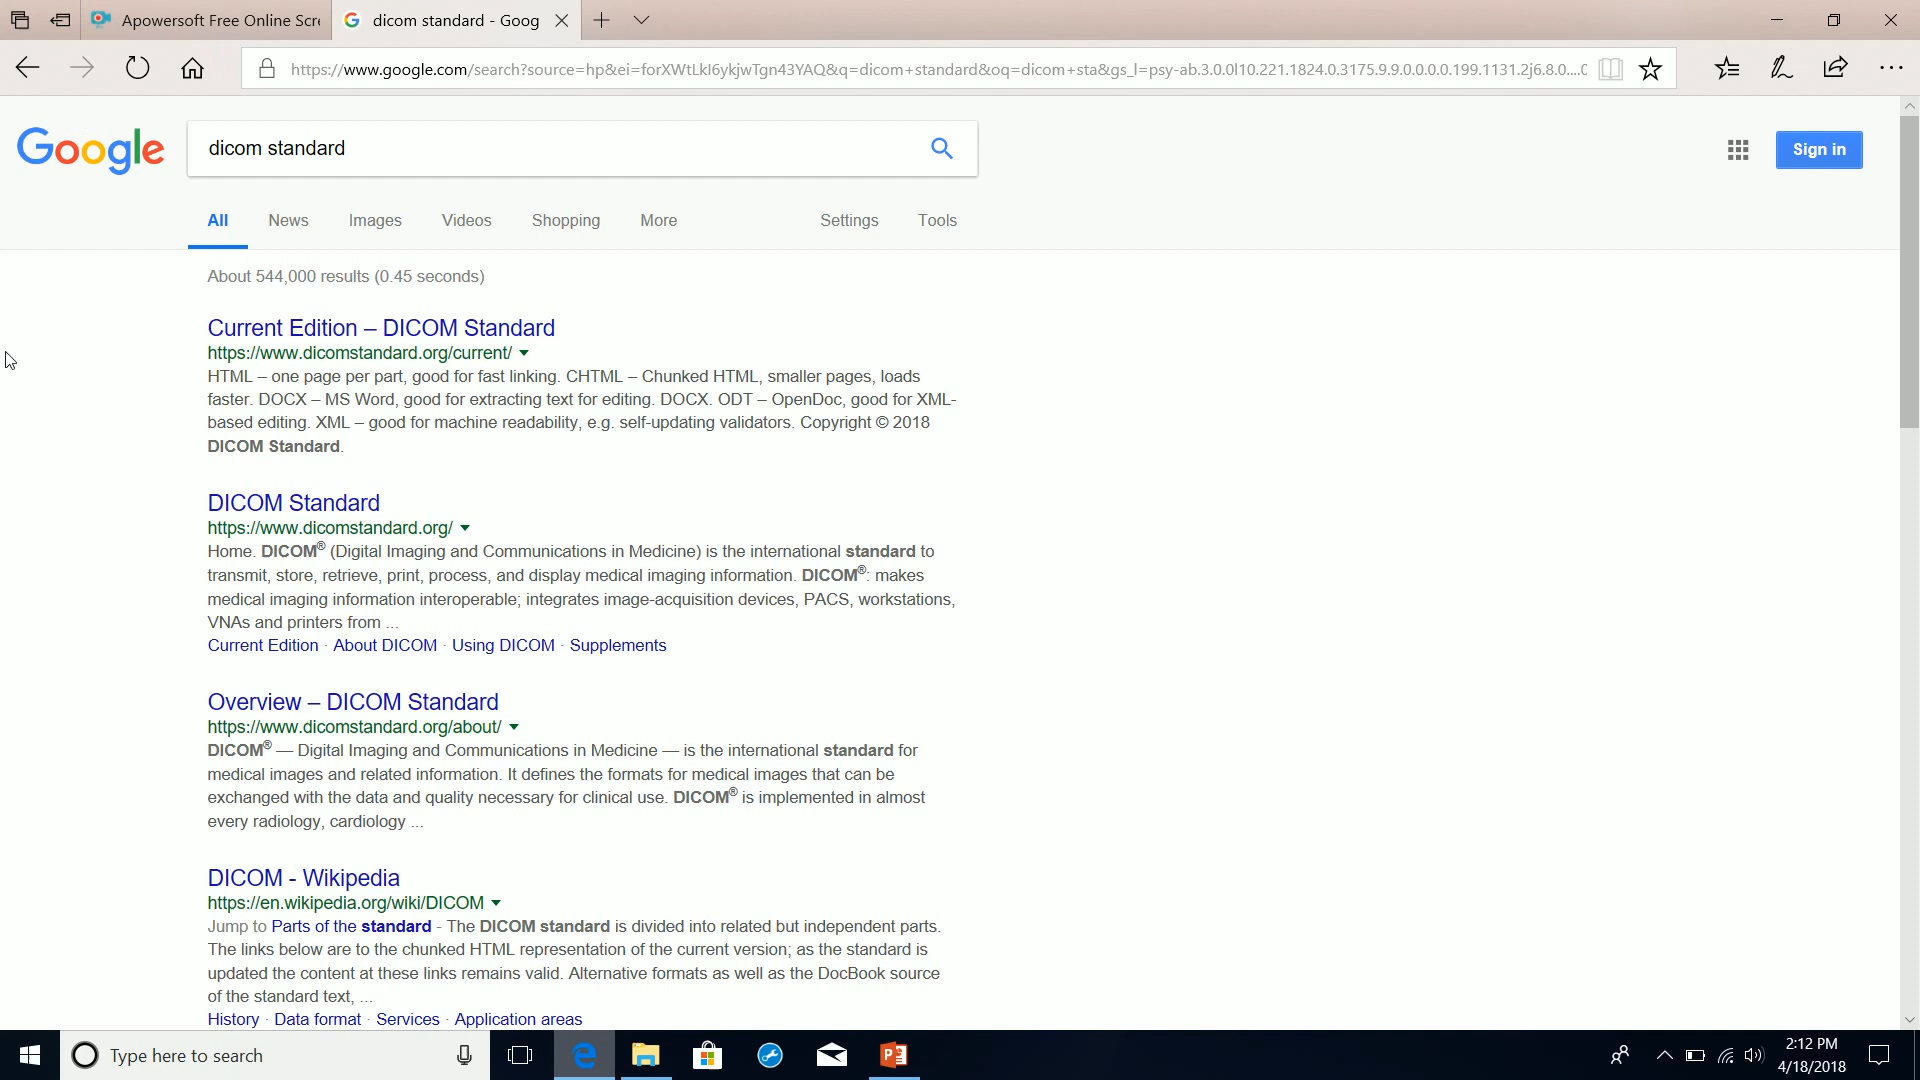 Apowersoft Free Online Scre
dicom standard - Goog
https://www.google.com/search?source=hp&ei=forXWtLkI6ykjwTgn43YAQ&q=dicom+standard&oq=dicom+sta&gs_l=psy-ab.3.0.0l10.221.1824.0.3175.9.9.0.0.0.0.199.1131.2j6.8.0....0
Google
dicom standard
Sign in
All News Images Videos Shopping More Settings Tools
About 544,000 results (0.45 seconds)
Current Edition – DICOM Standard
https://www.dicomstandard.org/current/
HTML – one page per part, good for fast linking. CHTML – Chunked HTML, smaller pages, loads
faster. DOCX – MS Word, good for extracting text for editing. DOCX. ODT – OpenDoc, good for XML-
based editing. XML – good for machine readability, e.g. self-updating validators. Copyright © 2018
DICOM Standard.
DICOM Standard
https://www.dicomstandard.org/
Home. DICOM® (Digital Imaging and Communications in Medicine) is the international standard to
transmit, store, retrieve, print, process, and display medical imaging information. DICOM®: makes
medical imaging information interoperable; integrates image-acquisition devices, PACS, workstations,
VNAs and printers from ...
Current Edition · About DICOM · Using DICOM · Supplements
Overview – DICOM Standard
https://www.dicomstandard.org/about/
DICOM® — Digital Imaging and Communications in Medicine — is the international standard for
medical images and related information. It defines the formats for medical images that can be
exchanged with the data and quality necessary for clinical use. DICOM® is implemented in almost
every radiology, cardiology ...
DICOM - Wikipedia
https://en.wikipedia.org/wiki/DICOM
Jump to Parts of the standard - The DICOM standard is divided into related but independent parts.
The links below are to the chunked HTML representation of the current version; as the standard is
updated the content at these links remains valid. Alternative formats as well as the DocBook source
of the standard text, ...
History · Data format · Services · Application areas
Type here to search
2:12 PM
4/18/2018